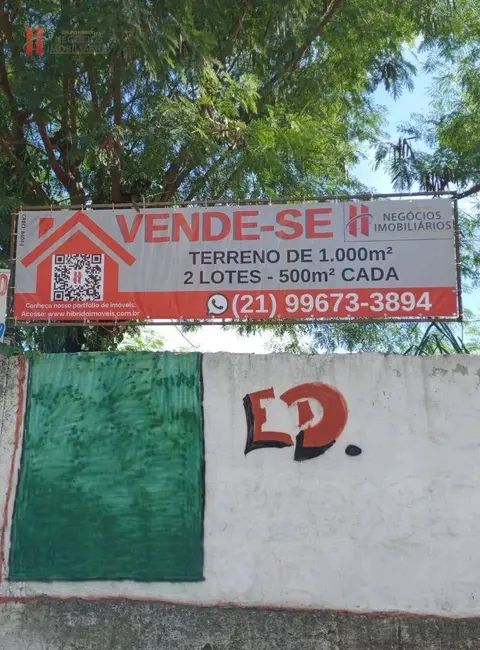 VENDE-SE
NEGÓCIOS
IMOBILIÁRIOS
TERRENO DE 1.000m²
2 LOTES - 500m² CADA
Conheça nosso portfólio de imóveis:
Acesse: www.hibridoimoveis.com.br
(21) 99673-3894
ED.